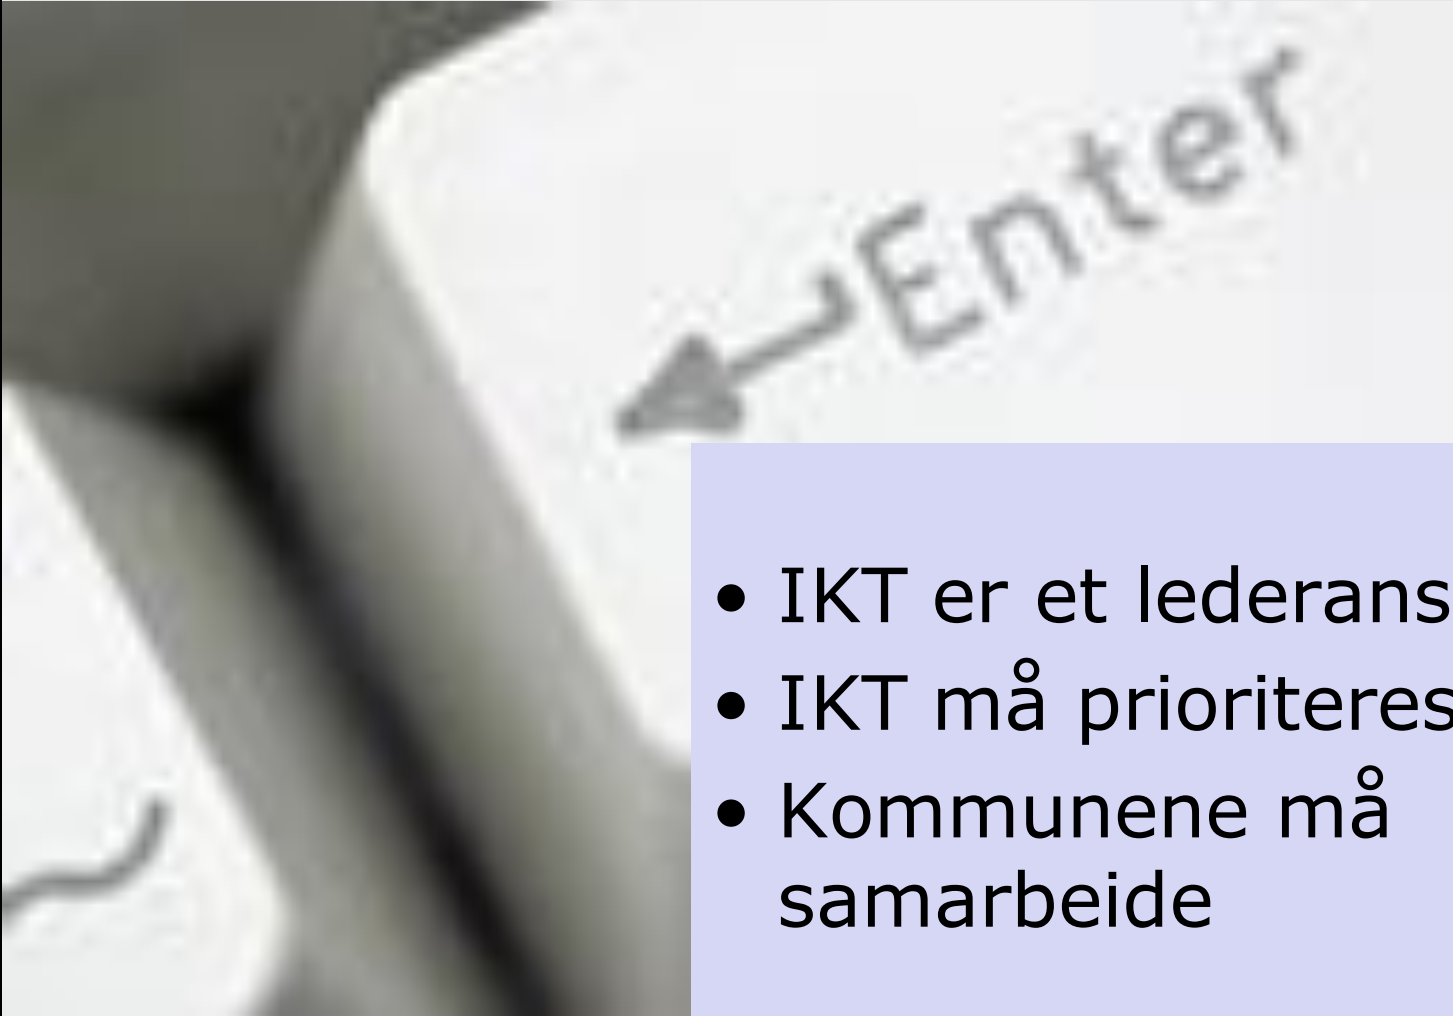 Enter
• IKT er et lederans
• IKT må prioriteres
• Kommunene må
samarbeide